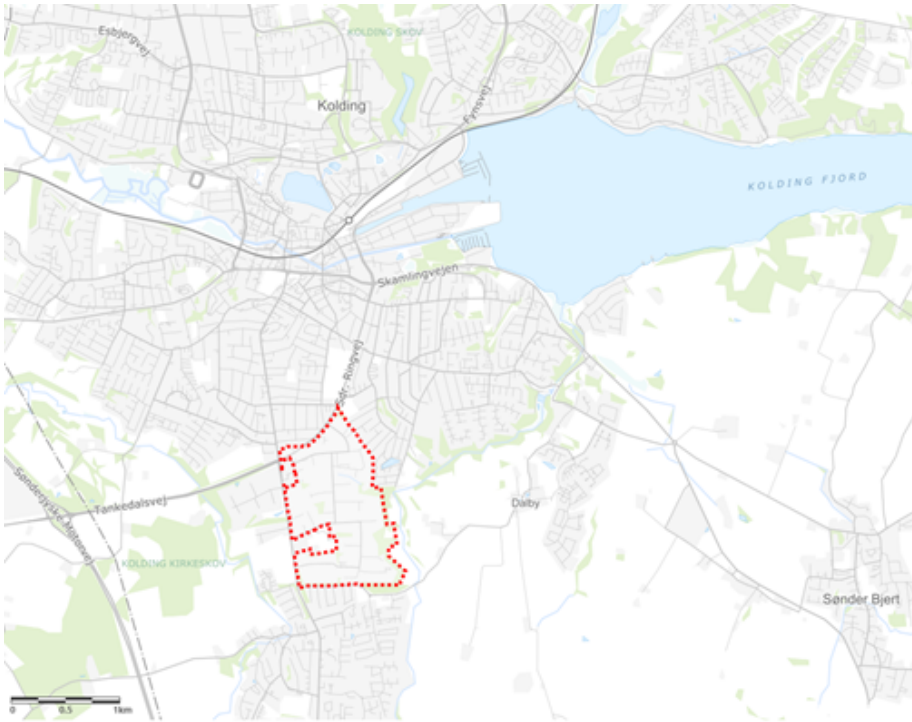 Esbjergvej
KOLDING SKOV
Kolding
Fynsvej
KOLDING FJORD
Skamlingvejen
Sdr. Ringvej
Sønderjyske Motorvej
Tankedalsvej
Dalby
KOLDING KIRKESKOV
Sønder Bjert
0 0.5 1km